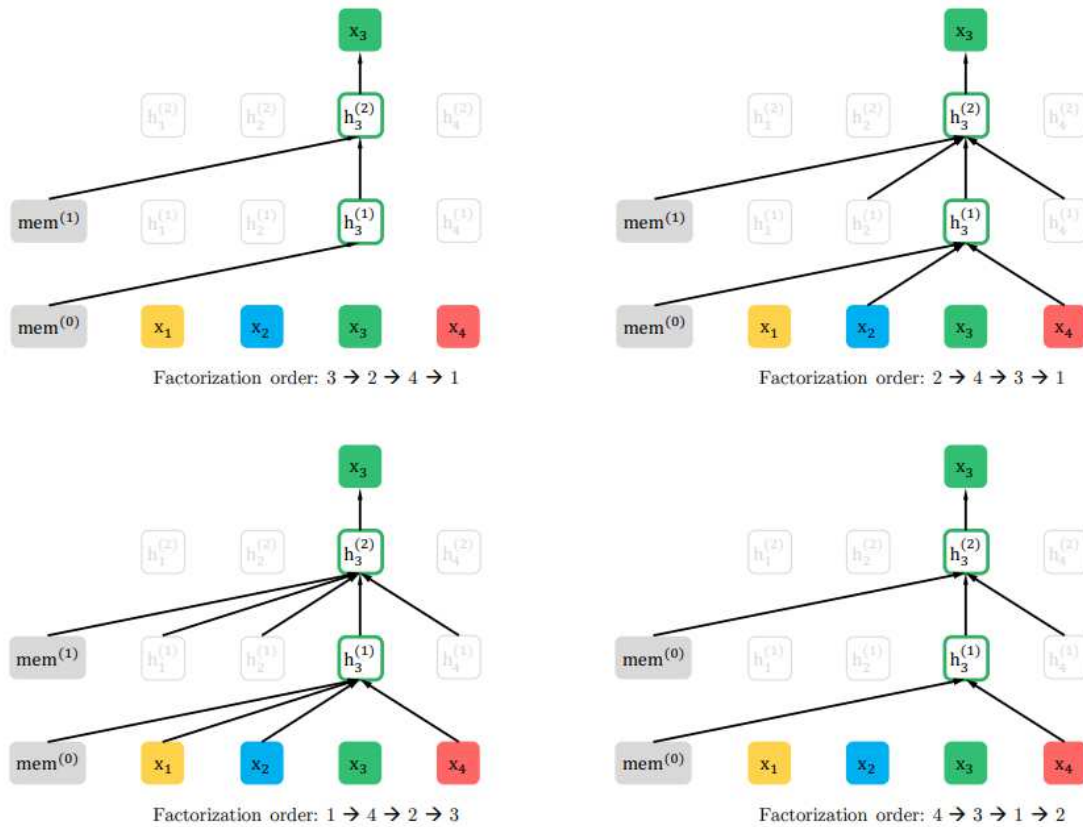 x₃ x₃
h₁⁽²⁾ h₂⁽²⁾ h₃⁽²⁾ h₄⁽²⁾ h₁⁽²⁾ h₂⁽²⁾ h₃⁽²⁾ h₄⁽²⁾
mem⁽¹⁾ h₁⁽¹⁾ h₂⁽¹⁾ h₃⁽¹⁾ h₄⁽¹⁾ mem⁽¹⁾ h₁⁽¹⁾ h₂⁽¹⁾ h₃⁽¹⁾ h₄⁽¹⁾
mem⁽⁰⁾ x₁ x₂ x₃ x₄ mem⁽⁰⁾ x₁ x₂ x₃ x₄
Factorization order: 3 → 2 → 4 → 1 Factorization order: 2 → 4 → 3 → 1
x₃ x₃
h₁⁽²⁾ h₂⁽²⁾ h₃⁽²⁾ h₄⁽²⁾ h₁⁽²⁾ h₂⁽²⁾ h₃⁽²⁾ h₄⁽²⁾
mem⁽¹⁾ h₁⁽¹⁾ h₂⁽¹⁾ h₃⁽¹⁾ h₄⁽¹⁾ mem⁽⁰⁾ h₁⁽¹⁾ h₂⁽¹⁾ h₃⁽¹⁾ h₄⁽¹⁾
mem⁽⁰⁾ x₁ x₂ x₃ x₄ mem⁽⁰⁾ x₁ x₂ x₃ x₄
Factorization order: 1 → 4 → 2 → 3 Factorization order: 4 → 3 → 1 → 2